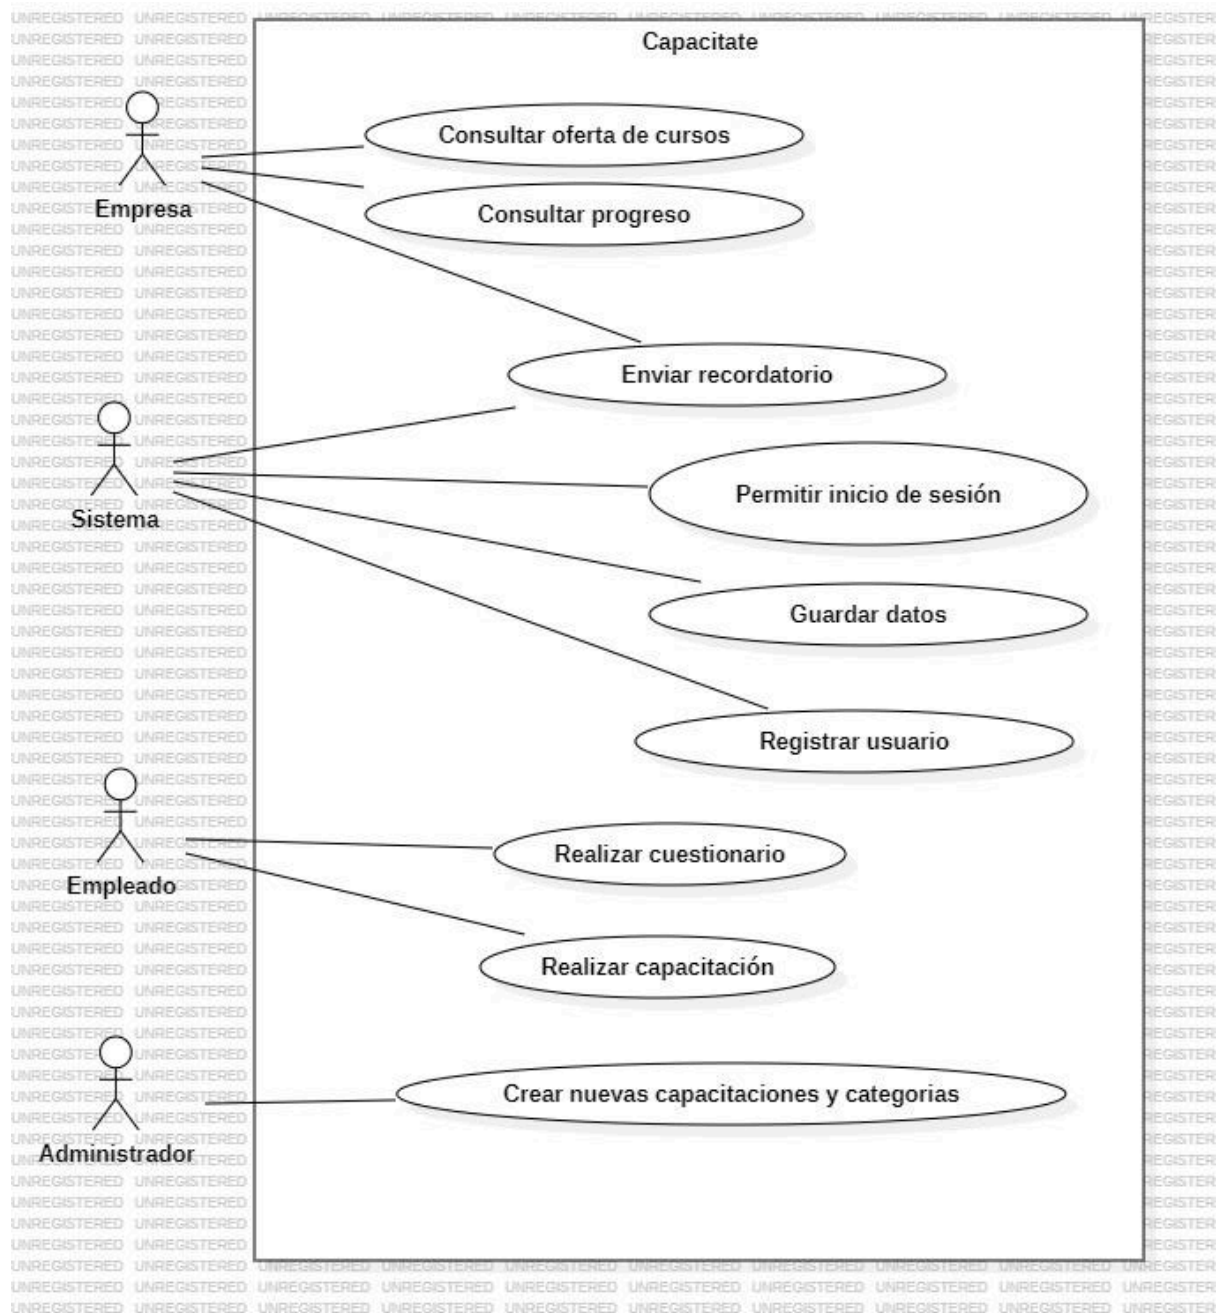 Capacitate
Consultar oferta de cursos
Empresa
Consultar progreso
Enviar recordatorio
Sistema
Permitir inicio de sesión
Guardar datos
Registrar usuario
Empleado
Realizar cuestionario
Realizar capacitación
Administrador
Crear nuevas capacitaciones y categorias
UNREGISTERED